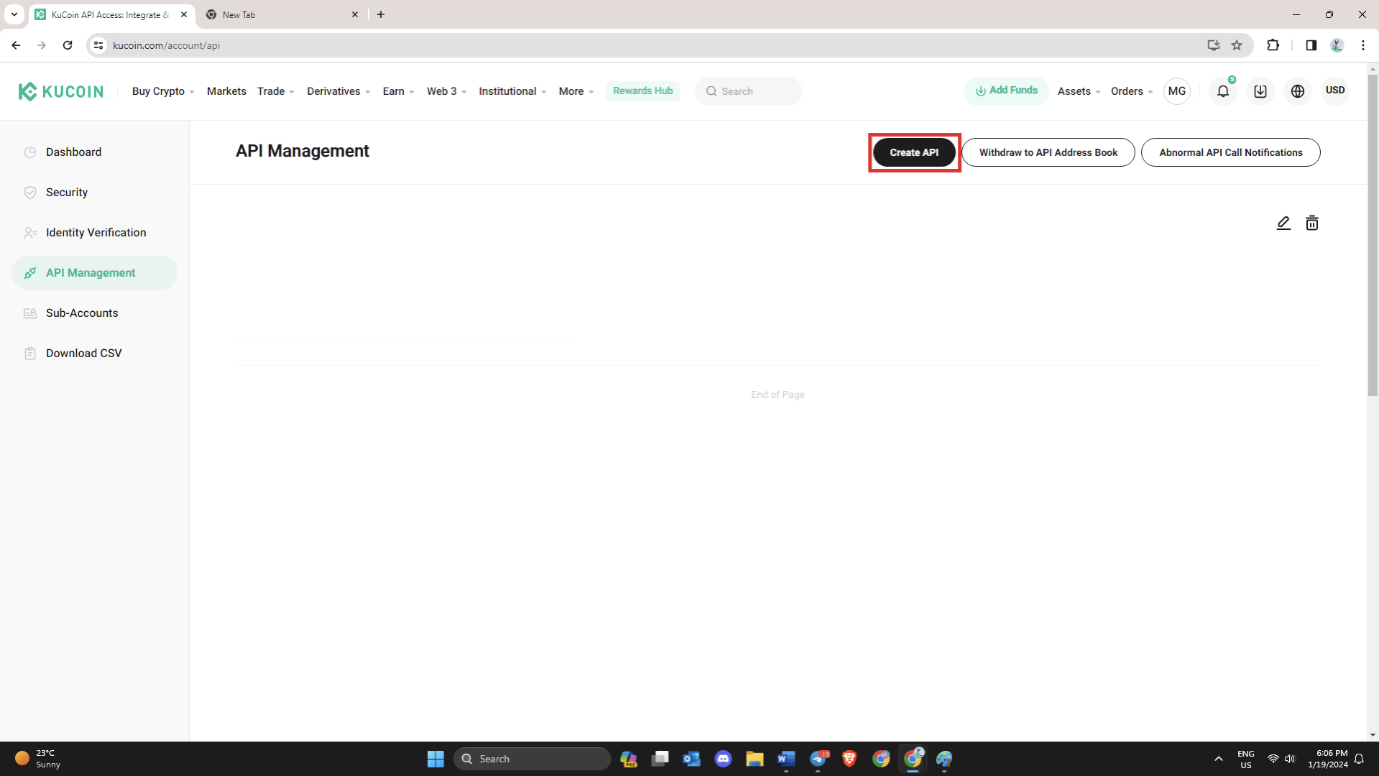 KuCoin API Access: Integrate &
New Tab
kucoin.com/account/api
KUCOIN
Buy Crypto
Markets
Trade
Derivatives
Earn
Web 3
Institutional
More
Rewards Hub
Search
Add Funds
Assets
Orders
MG
3
USD
Dashboard
Security
Identity Verification
API Management
Sub-Accounts
Download CSV
API Management
Create API
Withdraw to API Address Book
Abnormal API Call Notifications
End of Page
23°C
Sunny
Search
PRE
ENG
US
6:06 PM
1/19/2024